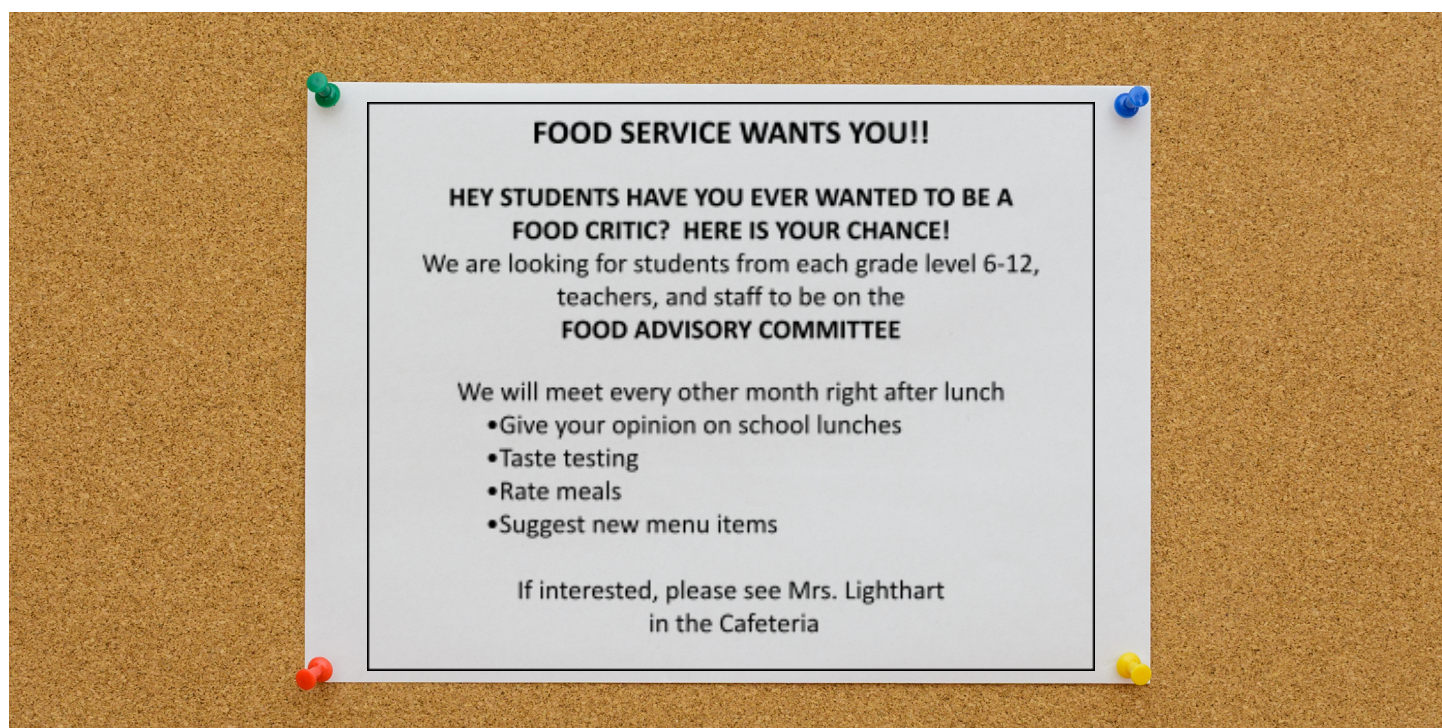 FOOD SERVICE WANTS YOU!!
HEY STUDENTS HAVE YOU EVER WANTED TO BE A
FOOD CRITIC? HERE IS YOUR CHANCE!
We are looking for students from each grade level 6-12,
teachers, and staff to be on the
FOOD ADVISORY COMMITTEE
We will meet every other month right after lunch
•Give your opinion on school lunches
•Taste testing
•Rate meals
•Suggest new menu items
If interested, please see Mrs. Lighthart
in the Cafeteria